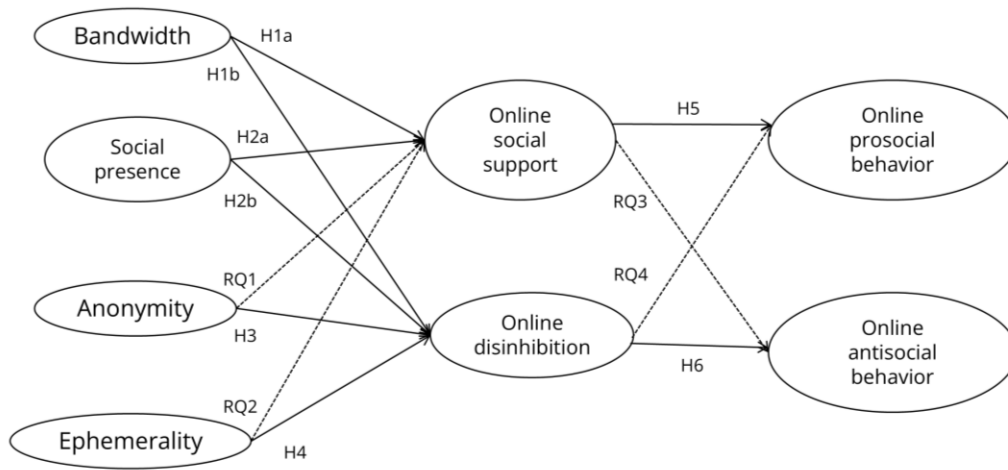 Bandwidth
H1a
H1b
Social
presence
H2a
H2b
Anonymity
RQ1
H3
Ephemerality
RQ2
H4
Online
social
support
H5
RQ3
Online
disinhibition
RQ4
H6
Online
prosocial
behavior
Online
antisocial
behavior